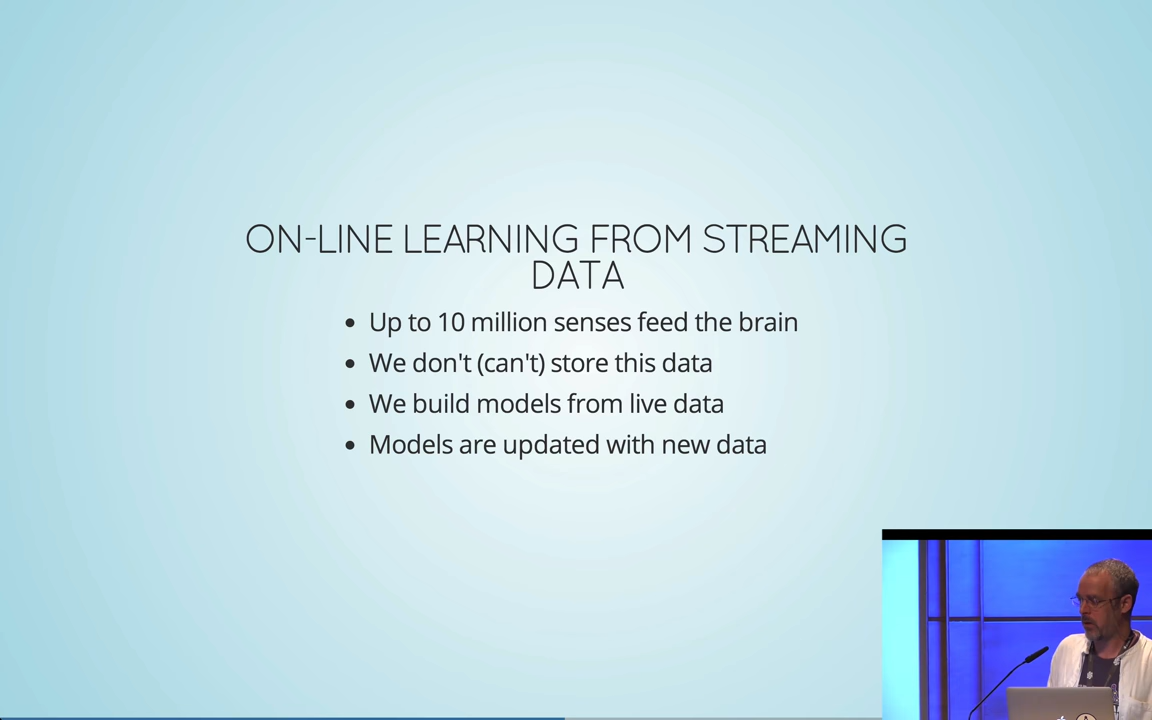 ON-LINE LEARNING FROM STREAMING
DATA
Up to 10 million senses feed the brain
We don't (can't) store this data
We build models from live data
Models are updated with new data